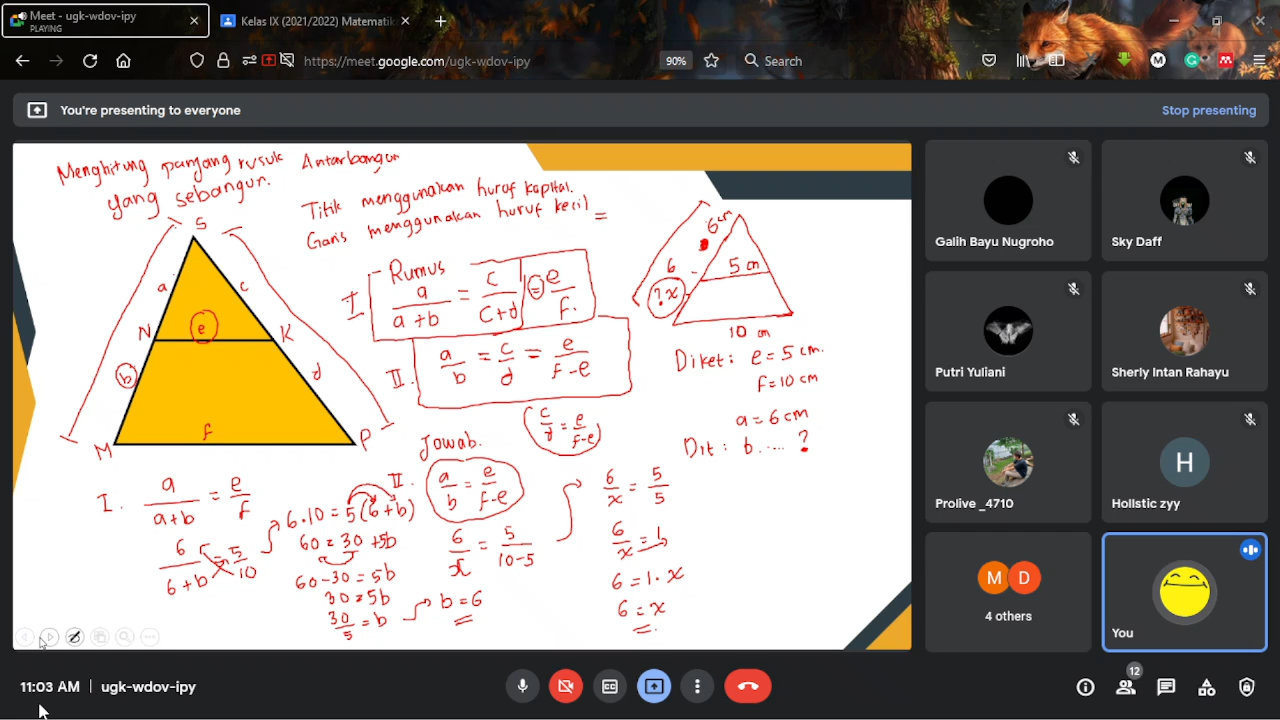 Meet - ugk-wdov-ipy
PLAYING
Kelas IX (2021/2022) Matematik
https://meet.google.com/ugk-wdov-ipy
90%
Search
You're presenting to everyone
Stop presenting
Menghitung panjang rusuk Antarbangun
yang sebangun.
Titik menggunakan huruf kapital.
Garis menggunakan huruf kecil
=
S
a
c
N
e
K
b
d
M
f
P
I
Rumus
a/a+b = c/c+d = e/f.
II.
a/b = c/d = e/f-e
c/d = e/f-e
6 cm
6
5 cm
? x
10 cm
Diket: e = 5 cm.
f = 10 cm
a = 6 cm
Dit: b..... ?
Jawab.
I. a/a+b = e/f
6/6+b = 5/10
6.10 = 5(6+b)
60 = 30 + 5b
60-30 = 5b
30 = 5b
30/5 = b
b = 6
II. a/b = e/f-e
6/x = 5/10-5
6/x = 5/5
6/x = 1
6 = 1.x
6 = x
Galih Bayu Nugroho
Sky Daff
Putri Yuliani
Sherly Intan Rahayu
Prolive _4710
H
Hollstic zyy
M D
4 others
You
11:03 AM | ugk-wdov-ipy
12